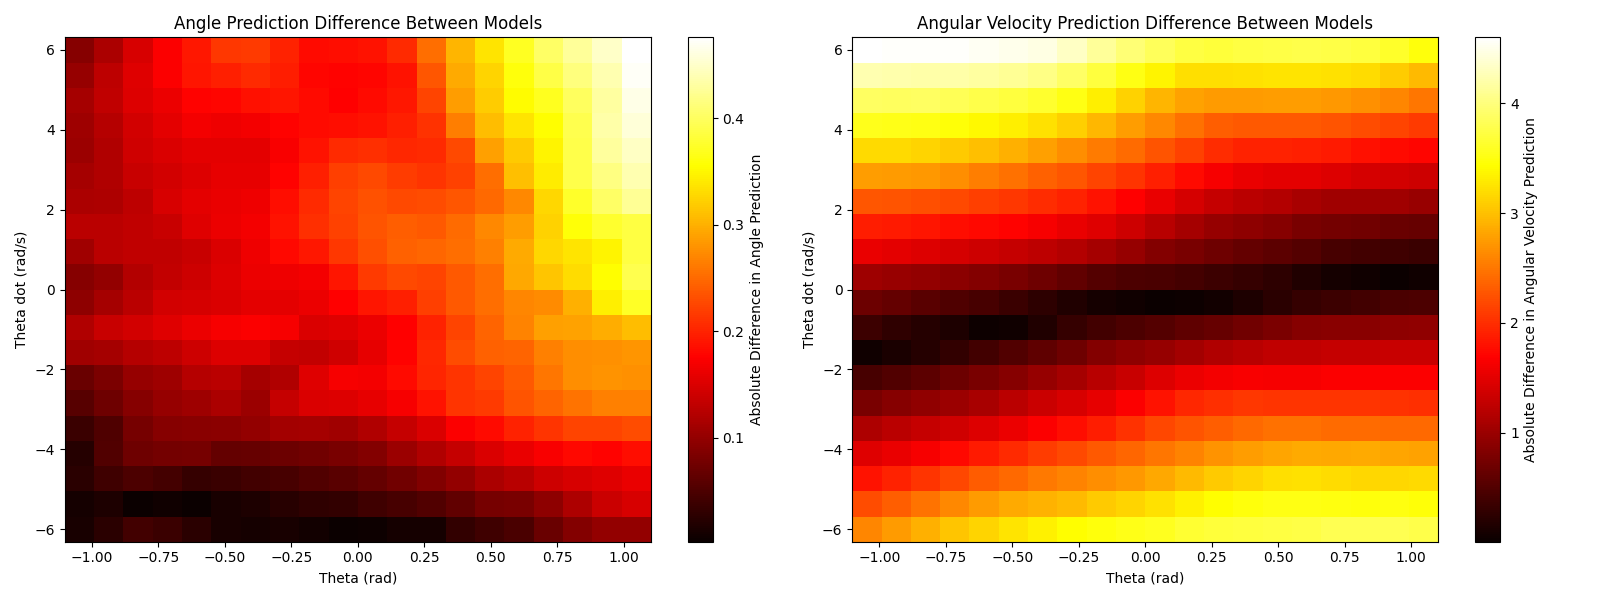 Angle Prediction Difference Between Models
6
4
2
0
−2
−4
−6
Theta dot (rad/s)
−1.00 −0.75 −0.50 −0.25 0.00 0.25 0.50 0.75 1.00
Theta (rad)
0.4
0.3
0.2
0.1
Absolute Difference in Angle Prediction
Angular Velocity Prediction Difference Between Models
6
4
2
0
−2
−4
−6
Theta dot (rad/s)
−1.00 −0.75 −0.50 −0.25 0.00 0.25 0.50 0.75 1.00
Theta (rad)
4
3
2
1
Absolute Difference in Angular Velocity Prediction